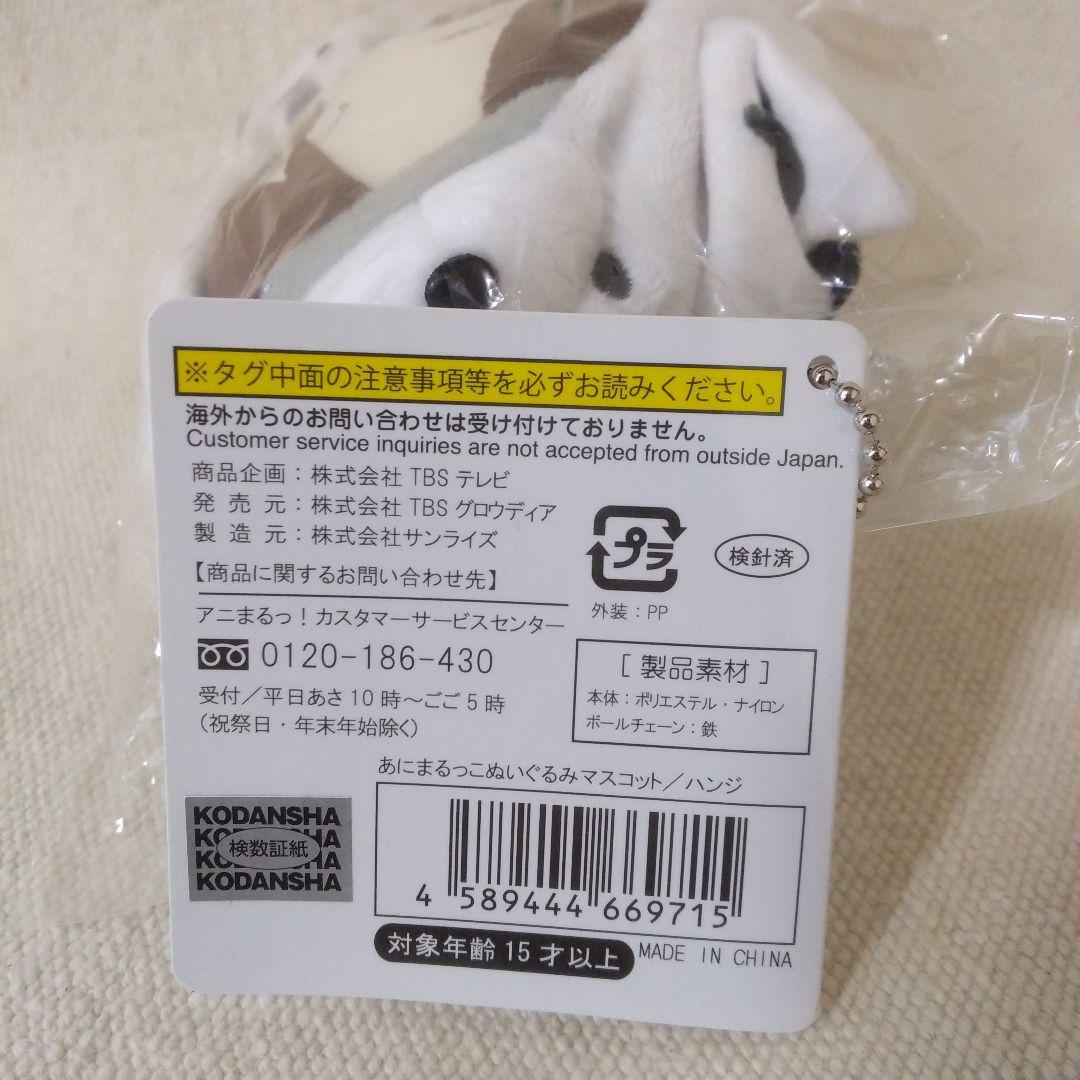 ※タグ中面の注意事項等を必ずお読みください。
海外からのお問い合わせは受け付けておりません。
Customer service inquiries are not accepted from outside Japan.
商品企画：株式会社 TBS テレビ
発売元：株式会社 TBS グロウディア
製造元：株式会社サンライズ
【商品に関するお問い合わせ先】
アニまるっ！カスタマーサービスセンター
0120-186-430
受付／平日あさ10時～ごご5時
（祝祭日・年末年始除く）
プラ
外装：PP
検針済
［ 製品素材 ］
本体：ポリエステル・ナイロン
ボールチェーン：鉄
あにまるっこぬいぐるみマスコット／ハンジ
KODANSHA
KODANSHA
検数証紙
KODANSHA
KODANSHA
4 589444 669715
対象年齢 15 才以上
MADE IN CHINA